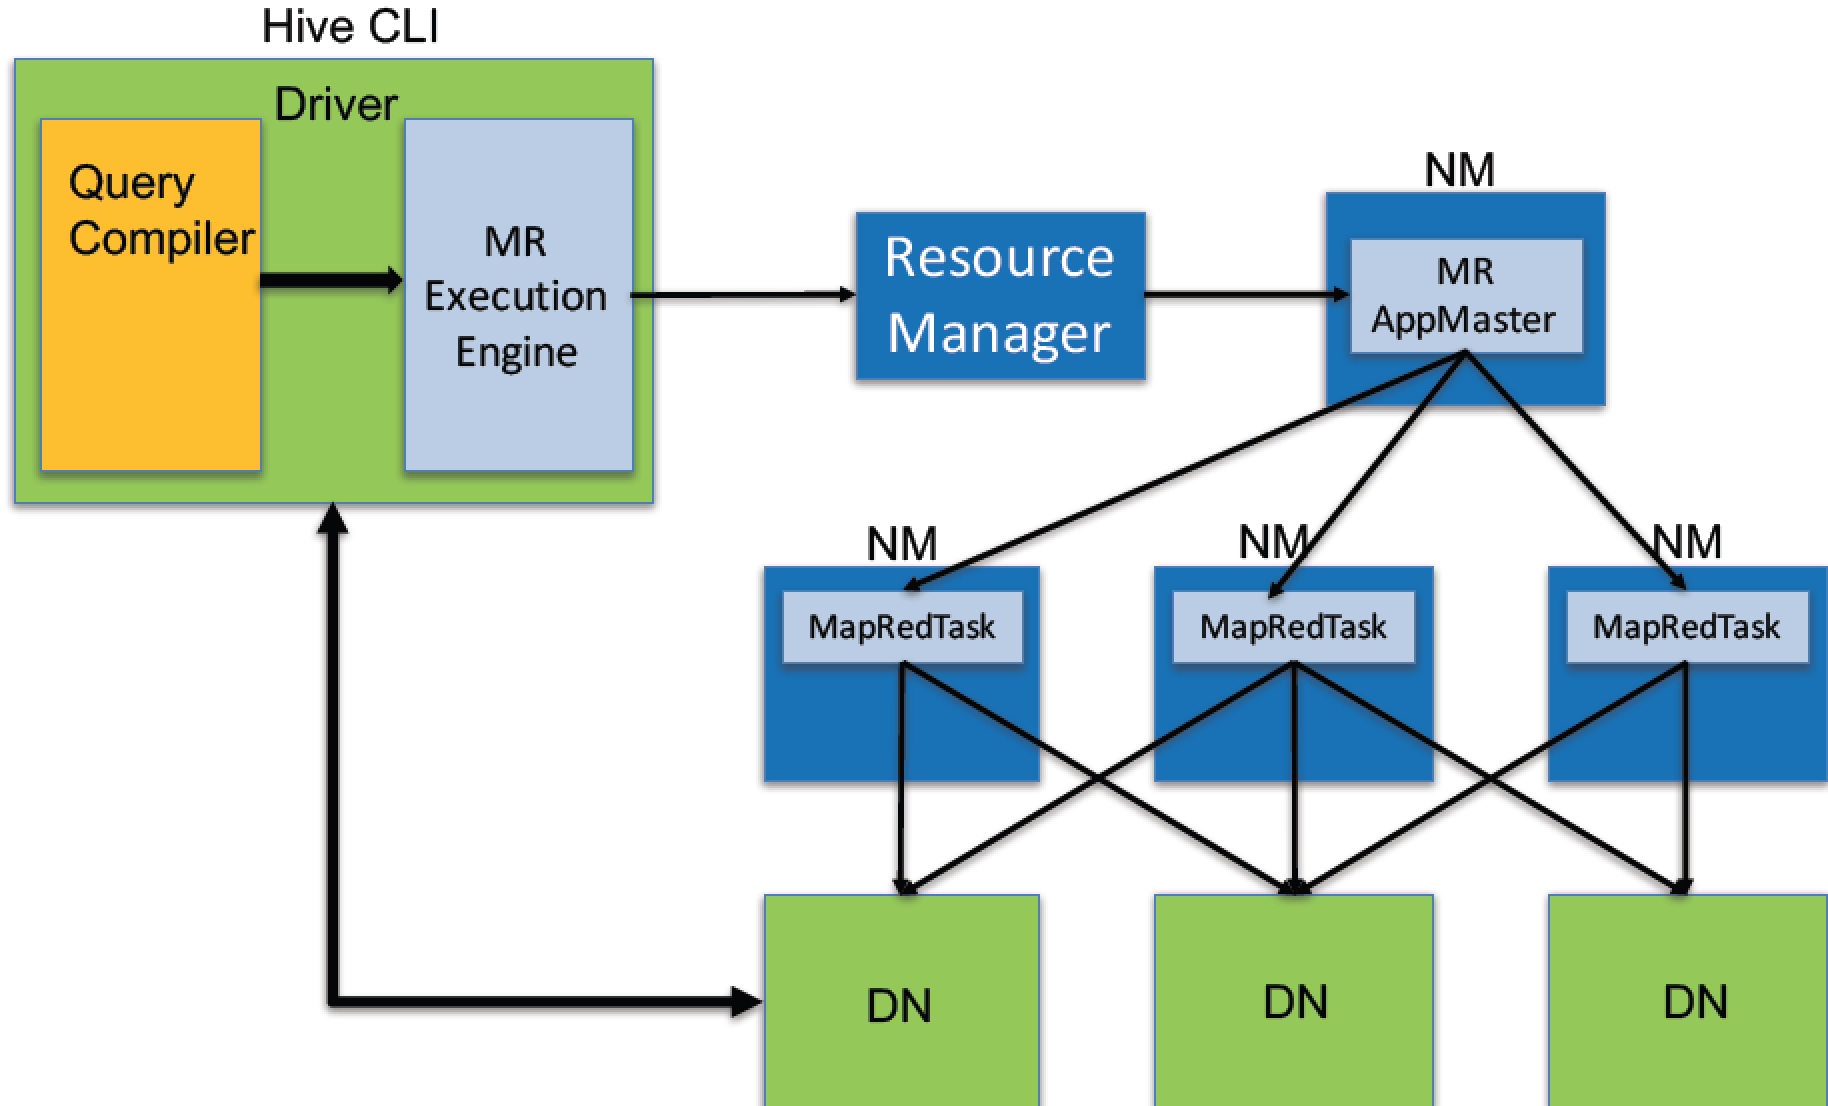 Hive CLI
Driver
Query
Compiler
MR
Execution
Engine
Resource
Manager
NM
MR
AppMaster
NM
NM
NM
MapRedTask
MapRedTask
MapRedTask
DN
DN
DN